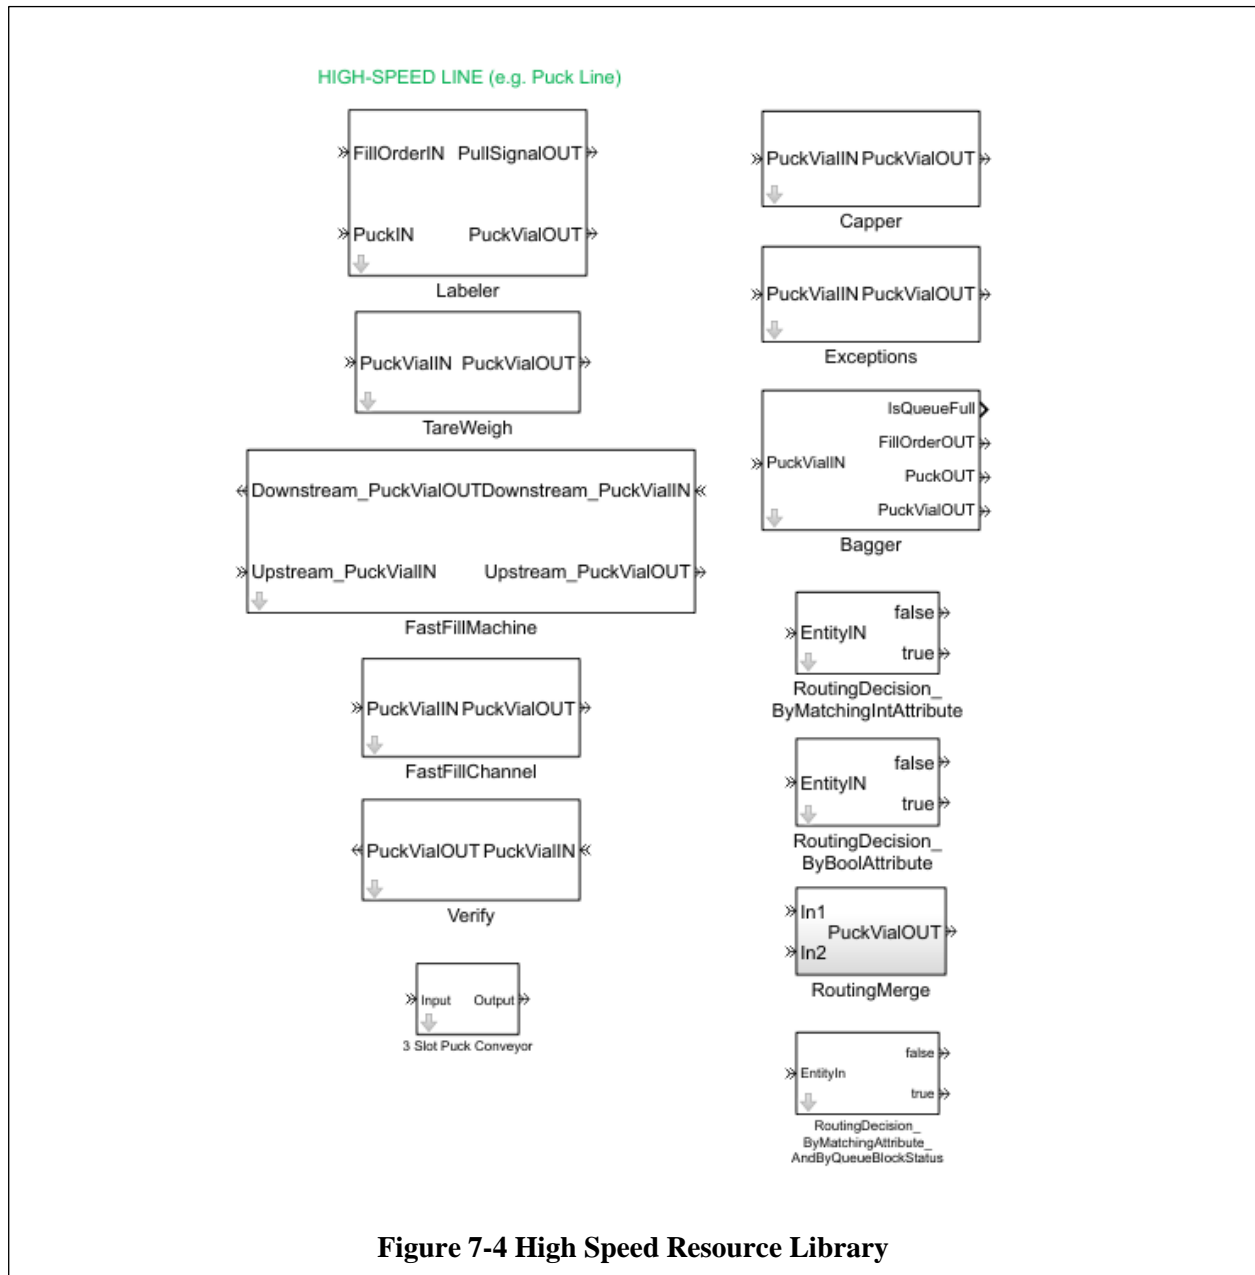 HIGH-SPEED LINE (e.g. Puck Line)
FillOrderIN PullSignalOUT
PuckIN PuckVialOUT
Labeler
PuckVialIN PuckVialOUT
TareWeigh
Downstream_PuckVialOUT Downstream_PuckVialIN
Upstream_PuckVialIN Upstream_PuckVialOUT
FastFillMachine
PuckVialIN PuckVialOUT
FastFillChannel
PuckVialOUT PuckVialIN
Verify
Input Output
3 Slot Puck Conveyor
PuckVialIN PuckVialOUT
Capper
PuckVialIN PuckVialOUT
Exceptions
IsQueueFull
FillOrderOUT
PuckVialIN
PuckOUT
PuckVialOUT
Bagger
false
EntityIN
true
RoutingDecision_
ByMatchingIntAttribute
false
EntityIN
true
RoutingDecision_
ByBoolAttribute
In1
PuckVialOUT
In2
RoutingMerge
false
EntityIn
true
RoutingDecision_
ByMatchingAttribute_
AndByQueueBlockStatus
Figure 7-4 High Speed Resource Library